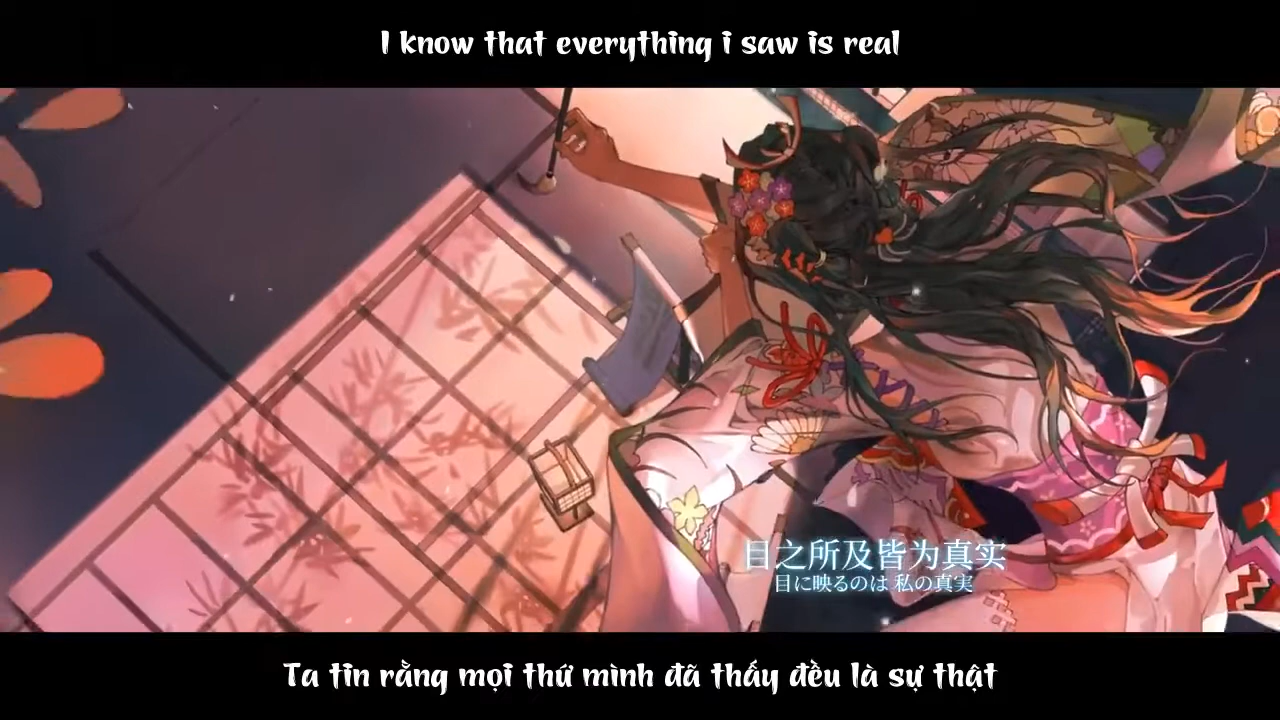 I know that everything i saw is real
目之所及皆为真实
目に映るのは 私の真実
Ta tin rằng mọi thứ mình đã thấy đều là sự thật